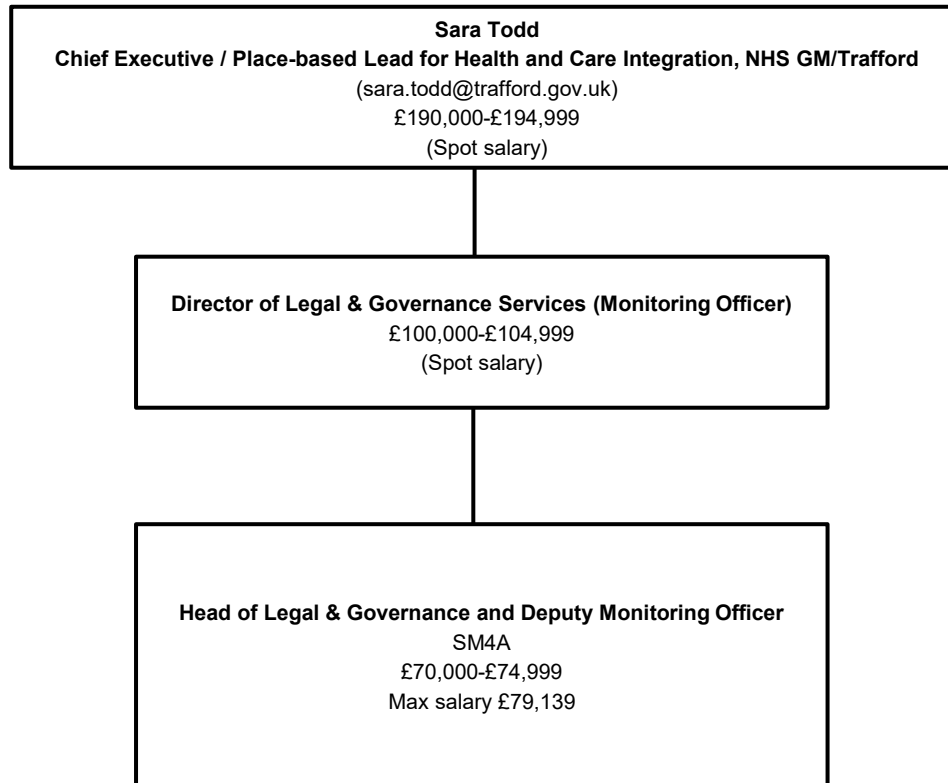 Sara Todd
Chief Executive / Place-based Lead for Health and Care Integration, NHS GM/Trafford
(sara.todd@trafford.gov.uk)
£190,000-£194,999
(Spot salary)
Director of Legal & Governance Services (Monitoring Officer)
£100,000-£104,999
(Spot salary)
Head of Legal & Governance and Deputy Monitoring Officer
SM4A
£70,000-£74,999
Max salary £79,139